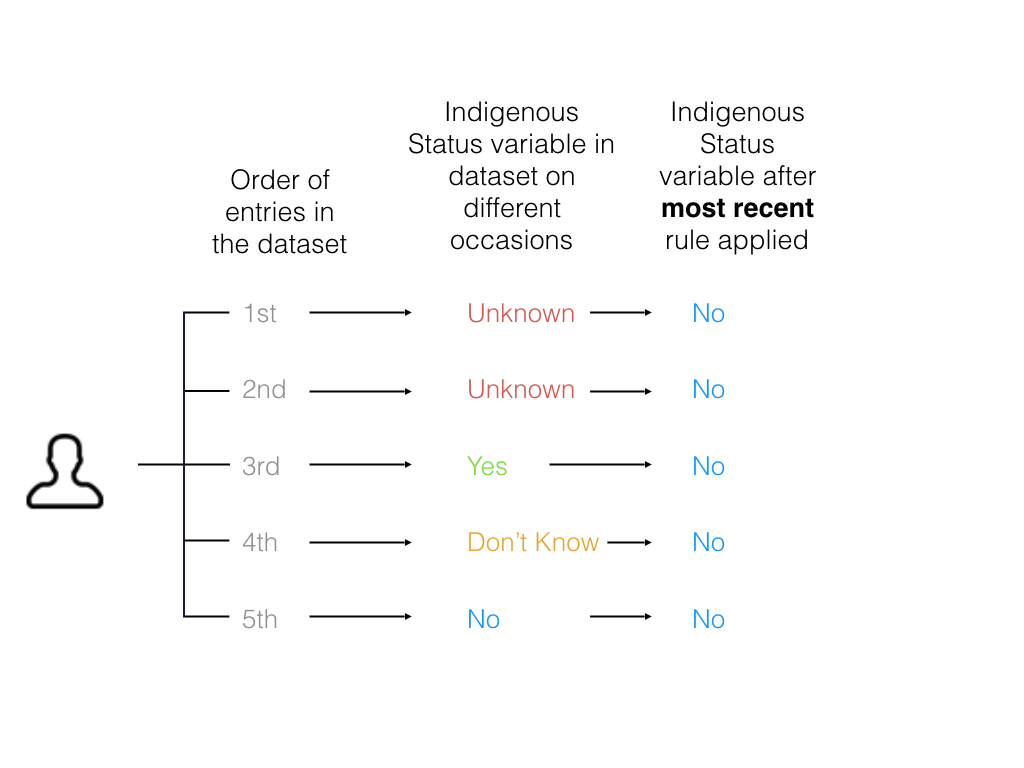 Order of
entries in
the dataset
Indigenous
Status variable in
dataset on
different
occasions
Indigenous
Status
variable after
most recent
rule applied
1st Unknown No
2nd Unknown No
3rd Yes No
4th Don’t Know No
5th No No